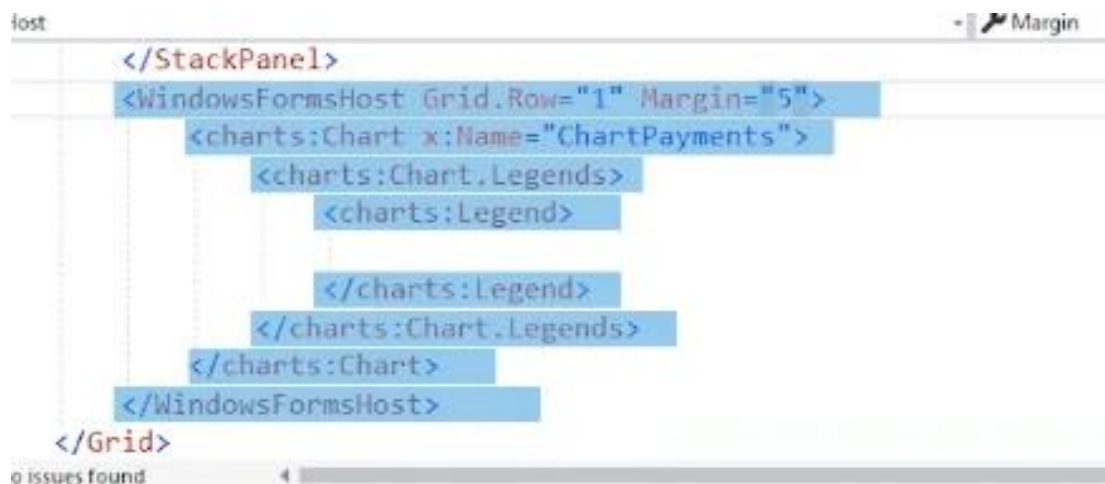 Host
Margin
</StackPanel>
<WindowsFormsHost Grid.Row="1" Margin="5">
<charts:Chart x:Name="ChartPayments">
<charts:Chart.Legends>
<charts:Legend>
</charts:Legend>
</charts:Chart.Legends>
</charts:Chart>
</WindowsFormsHost>
</Grid>
o issues found